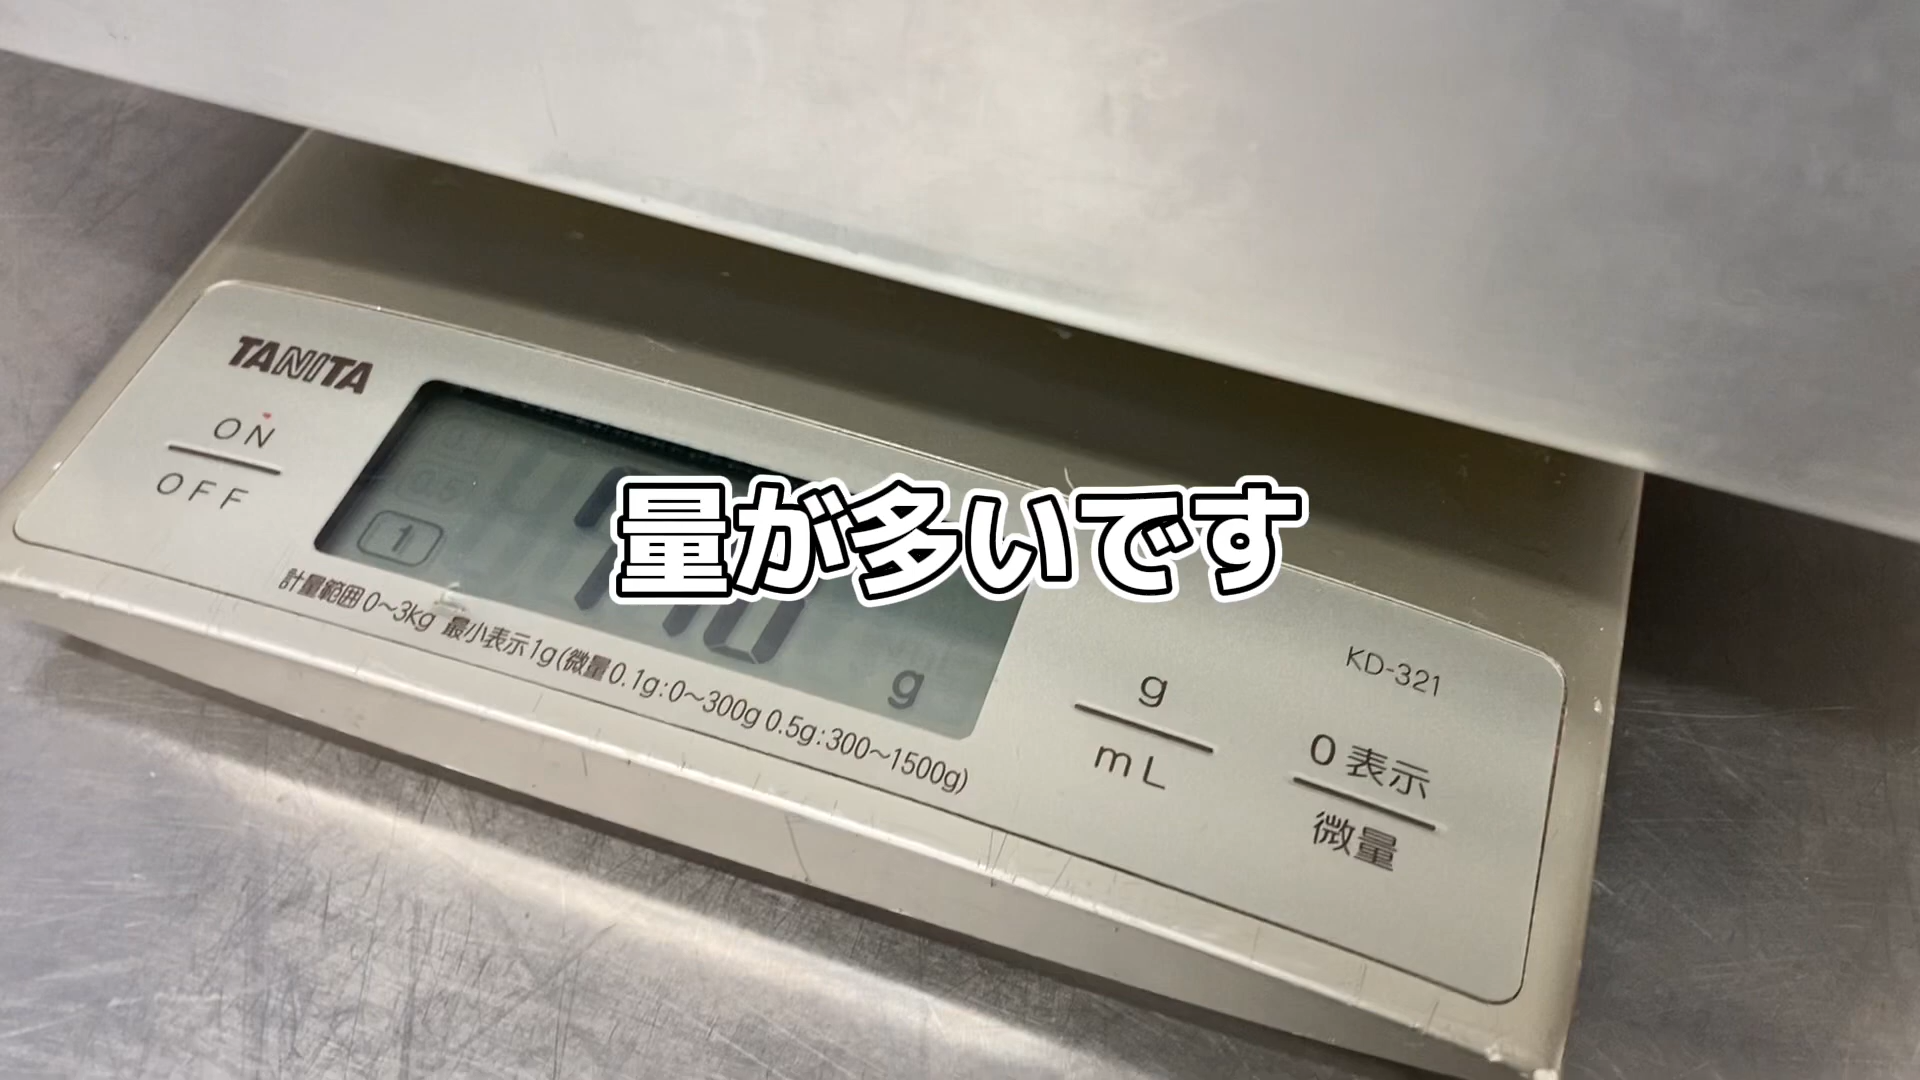 TANITA
ON
OFF
1
量が多いです
g
計量範囲 0～3kg 最小表示1g(微量0.1g:0～300g 0.5g:300～1500g)
KD-321
g
mL
0表示
微量